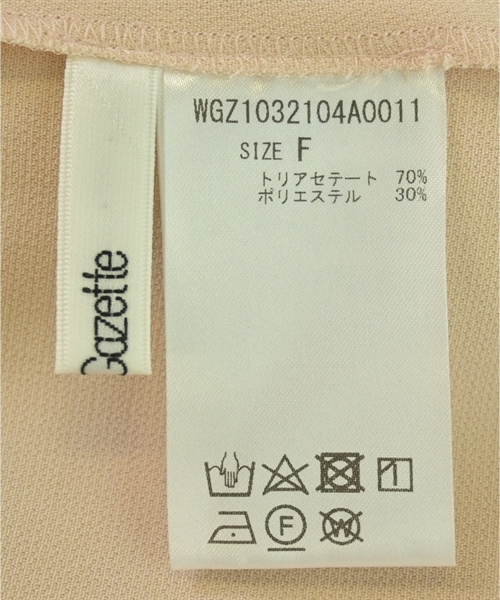 WGZ1032104A0011
SIZE F
トリアセテート 70%
ポリエステル 30%
Gazette
F
W